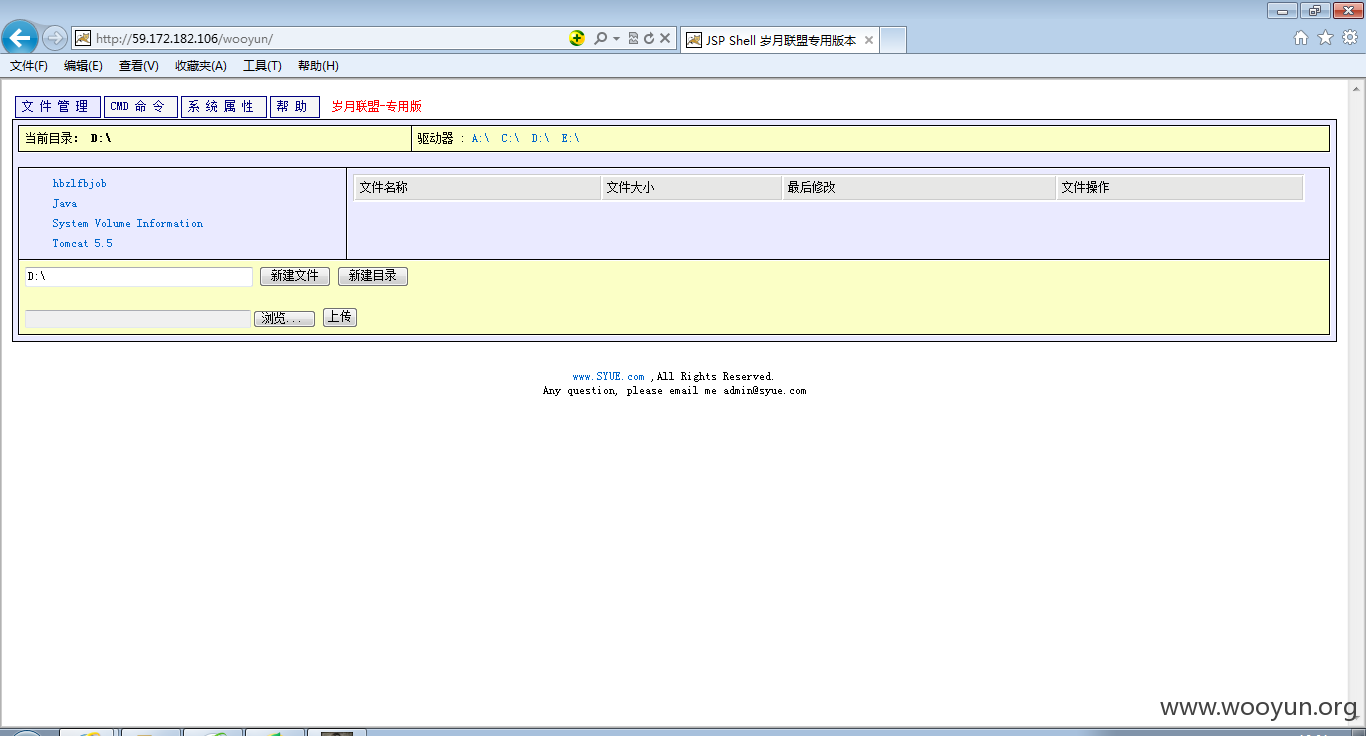 http://59.172.182.106/wooyun/
JSP Shell 岁月联盟专用版本
文件(F) 编辑(E) 查看(V) 收藏夹(A) 工具(T) 帮助(H)
文 件 管 理 CMD 命 令 系 统 属 性 帮 助 岁月联盟-专用版
当前目录: D:\ 驱动器 : A:\ C:\ D:\ E:\
文件名称 文件大小 最后修改 文件操作
hbzlfbjob
Java
System Volume Information
Tomcat 5.5
D:\ 新建文件 新建目录
浏览... 上传
www.SYUE.com ,All Rights Reserved.
Any question, please email me admin@syue.com
www.wooyun.org